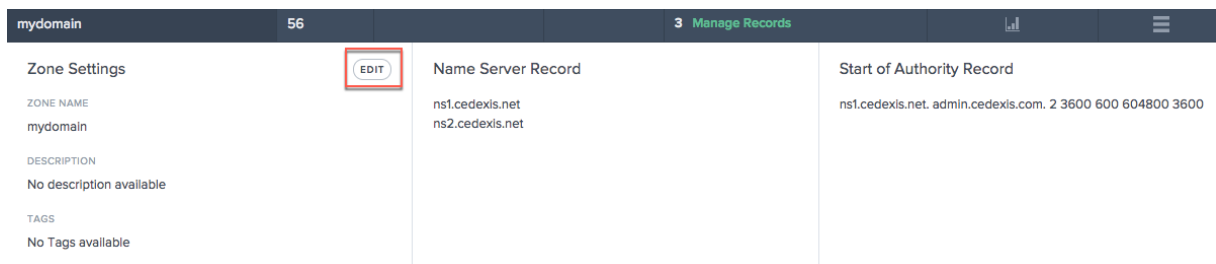 mydomain 56 3 Manage Records
Zone Settings EDIT
ZONE NAME
mydomain
DESCRIPTION
No description available
TAGS
No Tags available
Name Server Record
ns1.cedexis.net
ns2.cedexis.net
Start of Authority Record
ns1.cedexis.net. admin.cedexis.com. 2 3600 600 604800 3600